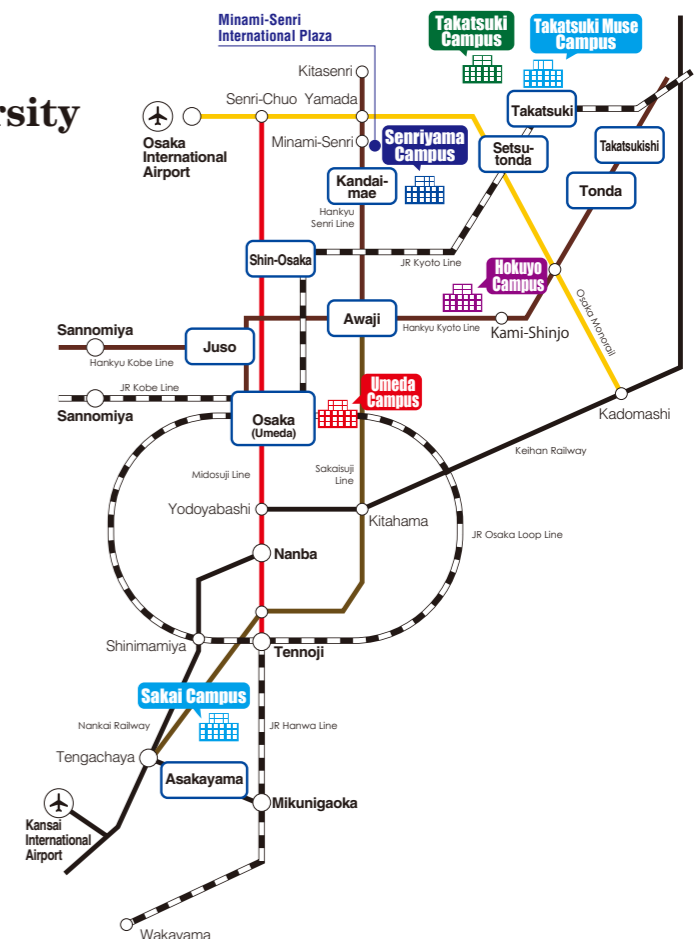 Minami-Senri
International Plaza
Takatsuki
Campus
Takatsuki Muse
Campus
Kitasenri
rsity
Senri-Chuo
Yamada
Takatsuki
Osaka
International
Airport
Minami-Senri
Senriyama
Campus
Setsu-
tonda
Takatsukishi
Kandai-
mae
Tonda
Hankyu
Senri Line
Shin-Osaka
JR Kyoto Line
Hokuyo
Campus
Osaka Monorail
Awaji
Hankyu Kyoto Line
Kami-Shinjo
Sannomiya
Juso
Hankyu Kobe Line
JR Kobe Line
Umeda
Campus
Sannomiya
Osaka
(Umeda)
Kadomashi
Keihan Railway
Midosuji Line
Sakaisuji
Line
Yodoyabashi
Kitahama
JR Osaka Loop Line
Nanba
Shinimamiya
Tennoji
Sakai Campus
Nankai Railway
JR Hanwa Line
Tengachaya
Asakayama
Mikunigaoka
Kansai
International
Airport
Wakayama